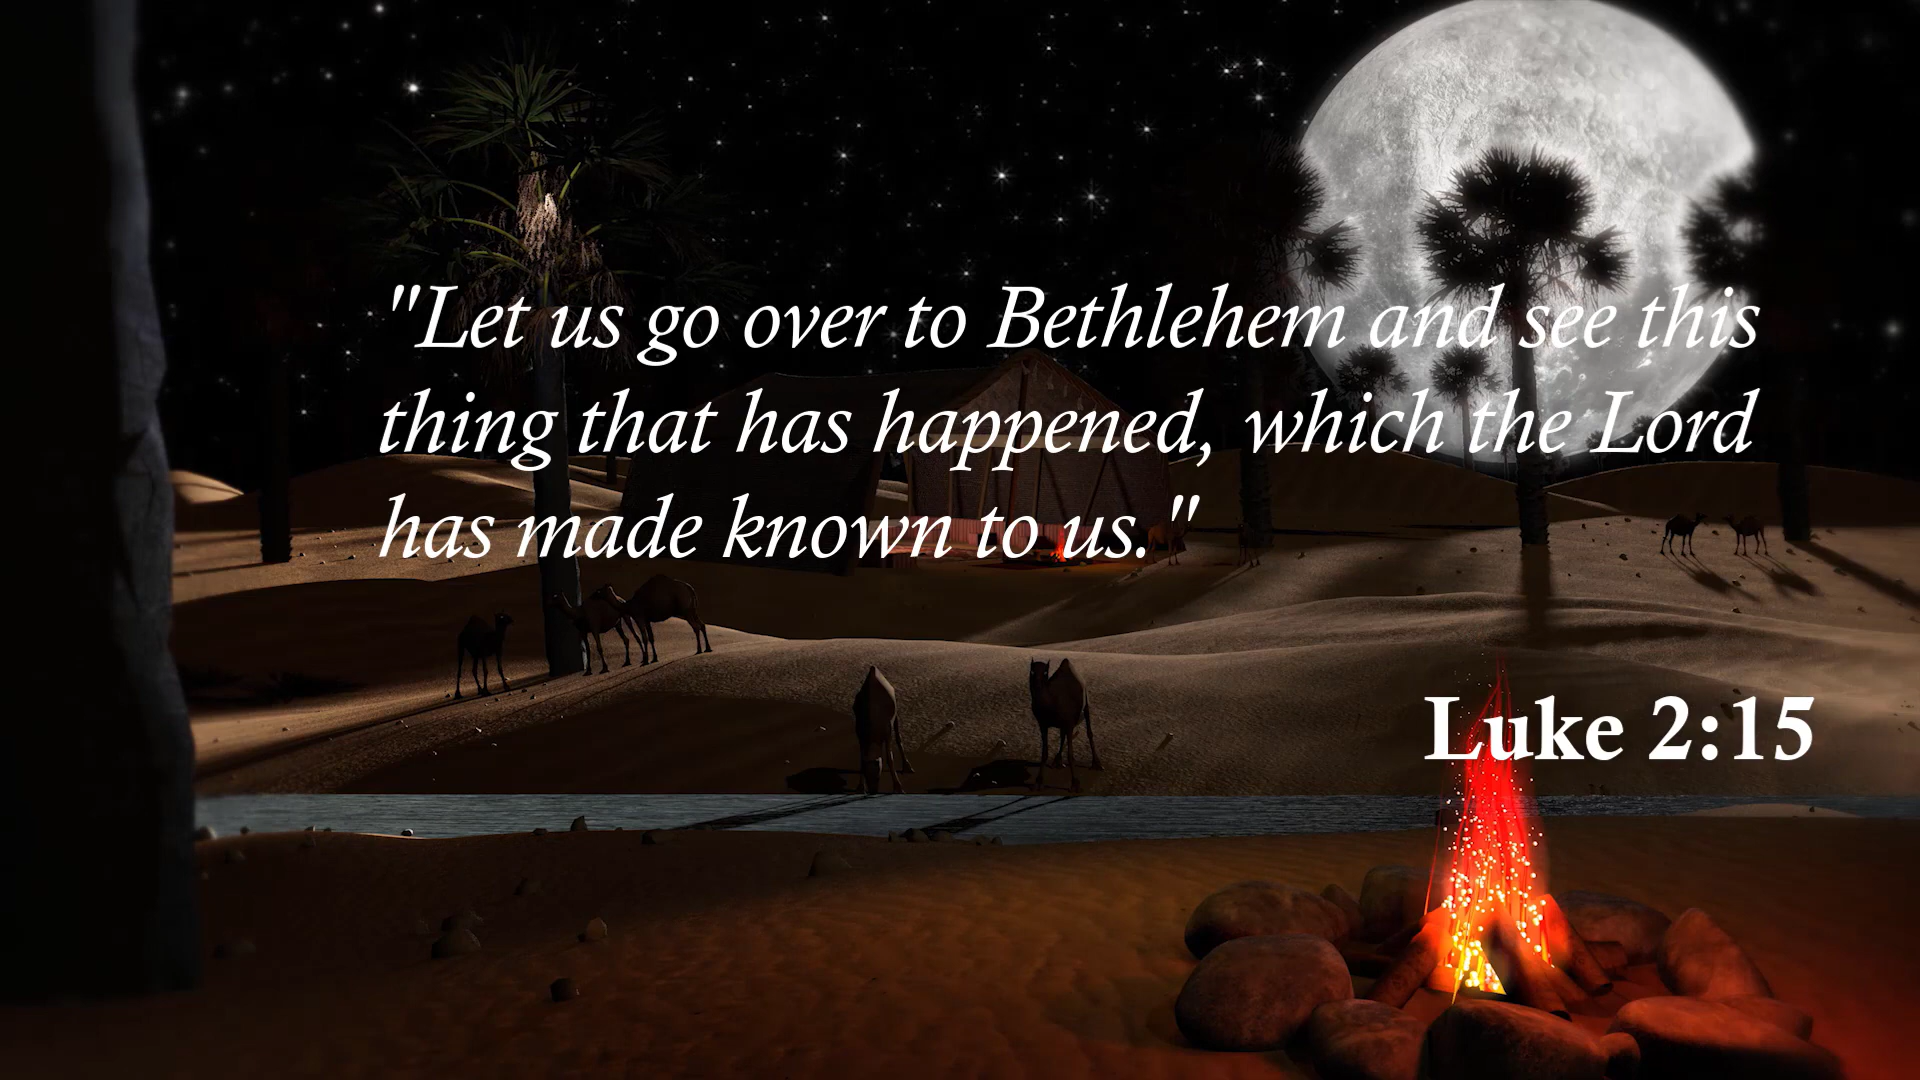 "Let us go over to Bethlehem and see this
thing that has happened, which the Lord
has made known to us."
Luke 2:15